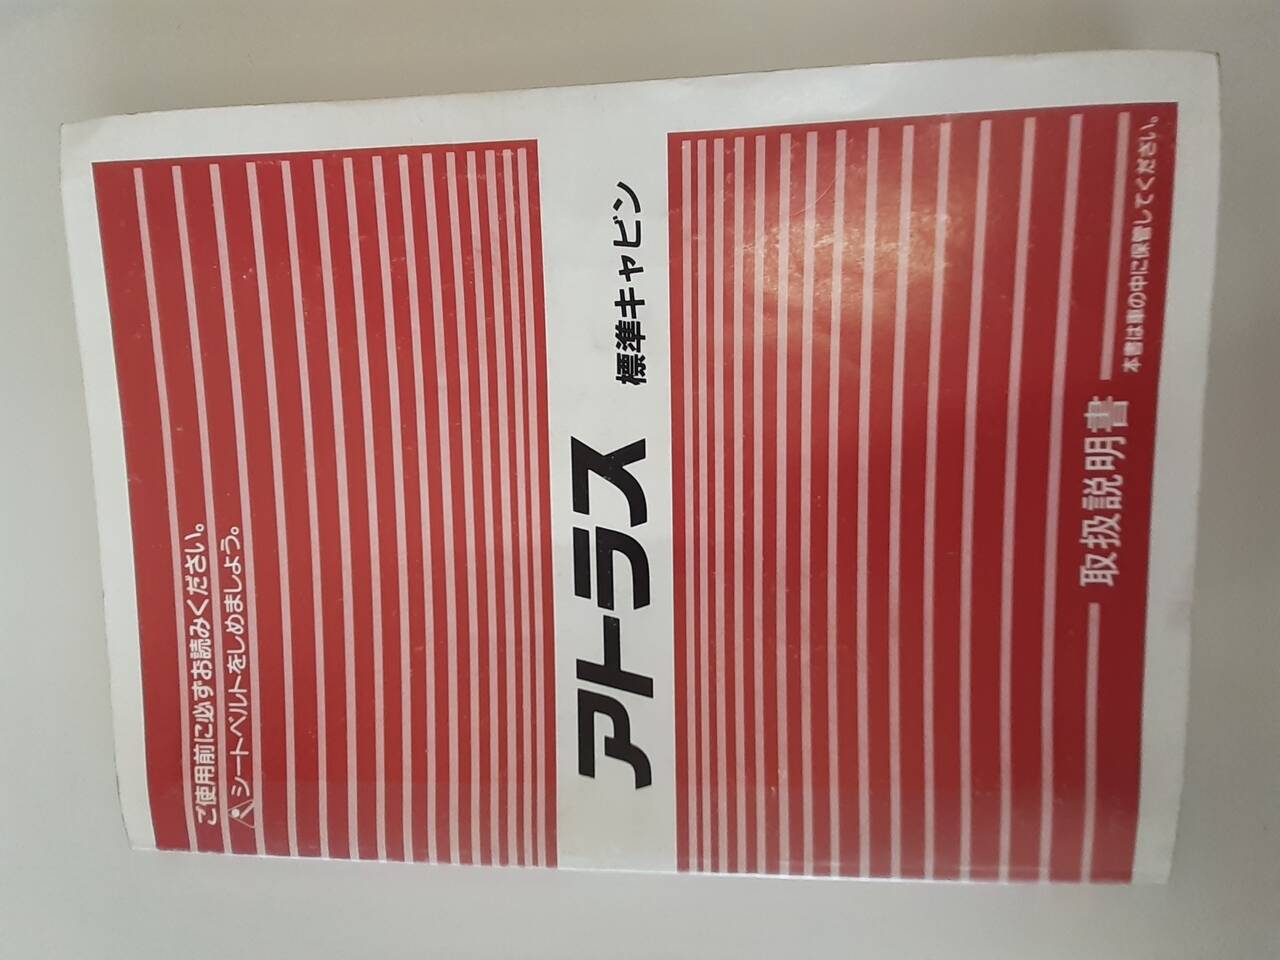 ご使用前に必ずお読みください。
シートベルトをしめましょう。
アトラス 標準キャビン
取扱説明書
本書は車の中に保管してください。